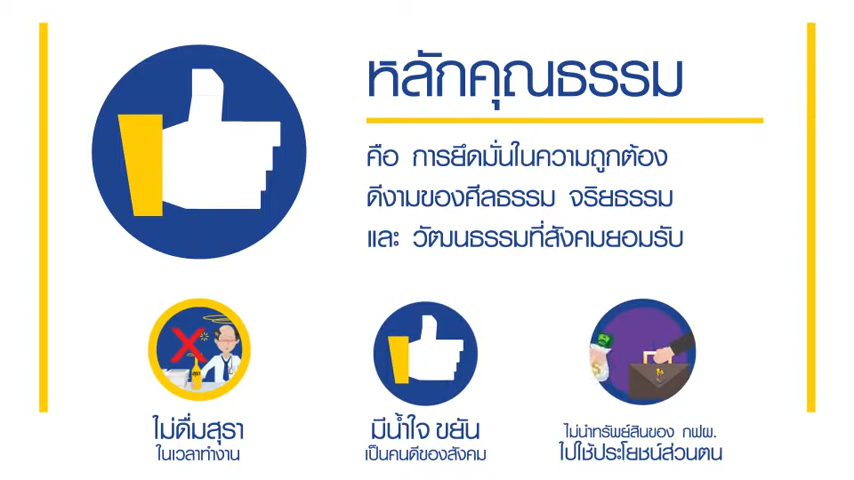 หลักคุณธรรม
คือ การยึดมั่นในความถูกต้อง
ดีงามของศีลธรรม จริยธรรม
และ วัฒนธรรมที่สังคมยอมรับ
ไม่ดื่มสุรา
ในเวลาทำงาน
มีน้ำใจ ขยัน
เป็นคนดีของสังคม
ไม่นำทรัพย์สินของ กฟผ.
ไปใช้ประโยชน์ส่วนตน